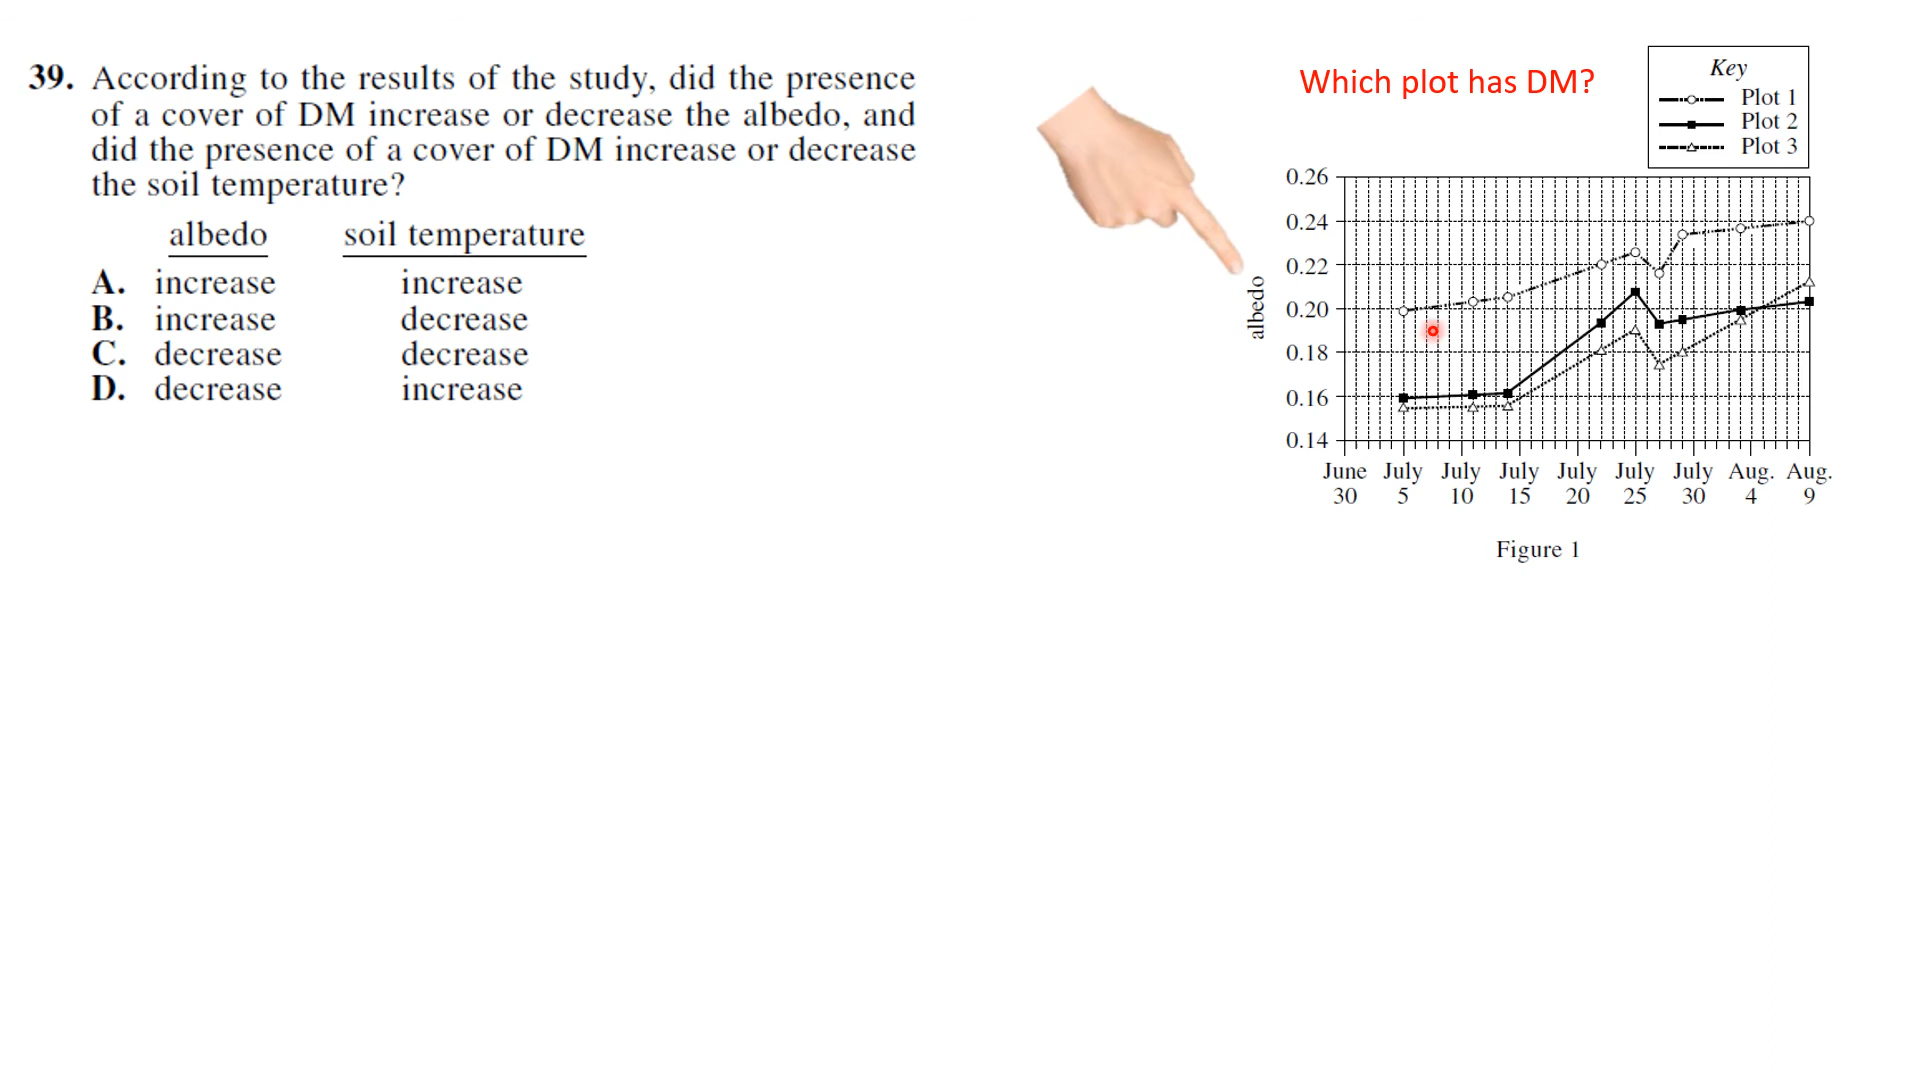 39. According to the results of the study, did the presence
of a cover of DM increase or decrease the albedo, and
did the presence of a cover of DM increase or decrease
the soil temperature?
albedo soil temperature
A. increase increase
B. increase decrease
C. decrease decrease
D. decrease increase
Which plot has DM?
Key
Plot 1
Plot 2
Plot 3
albedo
0.26
0.24
0.22
0.20
0.18
0.16
0.14
June July July July July July July Aug. Aug.
30 5 10 15 20 25 30 4 9
Figure 1